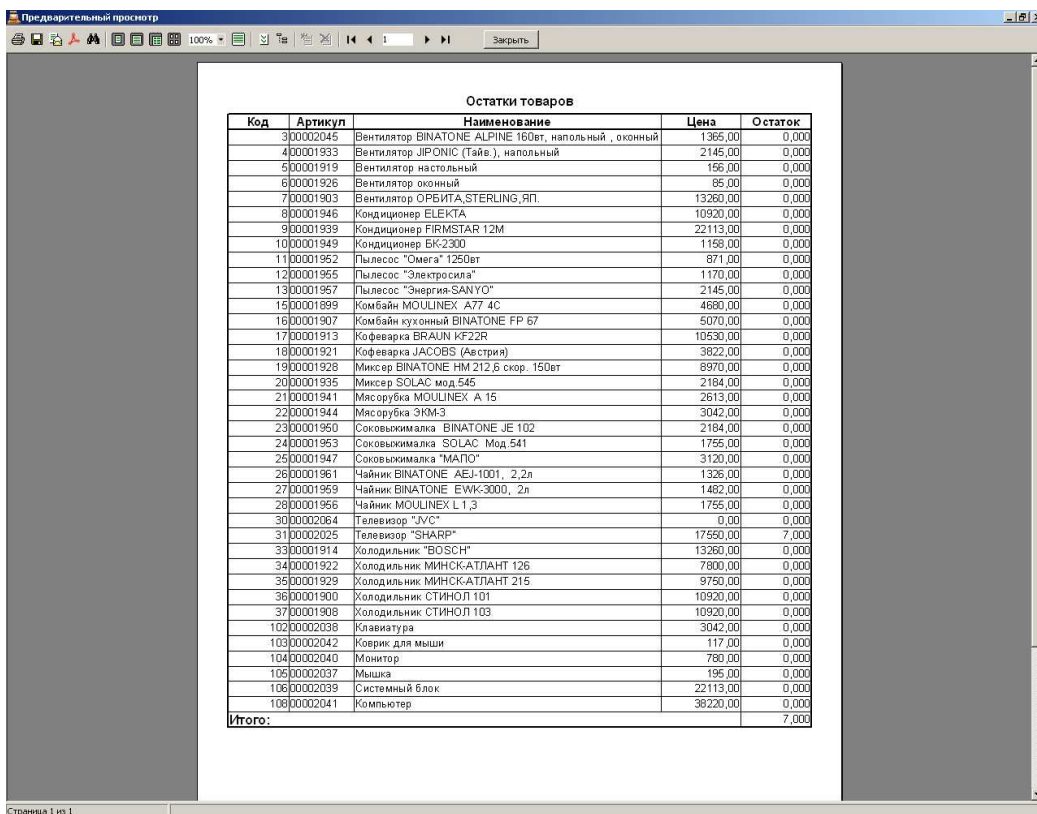 Предварительный просмотр
100% 1 Закрыть
Остатки товаров
Код Артикул Наименование Цена Остаток
3 00002045 Вентилятор BINATONE ALPINE 160вт, напольный , оконный 1365,00 0,000
4 00001933 Вентилятор JIPONIC (Тайв.), напольный 2145,00 0,000
5 00001919 Вентилятор настольный 156,00 0,000
6 00001926 Вентилятор оконный 85,00 0,000
7 00001903 Вентилятор ОРБИТА,STERLING,ЯП. 13260,00 0,000
8 00001946 Кондиционер ELEKTA 10920,00 0,000
9 00001939 Кондиционер FIRMSTAR 12M 22113,00 0,000
10 00001949 Кондиционер БК-2300 1158,00 0,000
11 00001952 Пылесос "Омега" 1250вт 871,00 0,000
12 00001955 Пылесос "Электросила" 1170,00 0,000
13 00001957 Пылесос "Энергия-SANYO" 2145,00 0,000
15 00001899 Комбайн MOULINEX A77 4C 4680,00 0,000
16 00001907 Комбайн кухонный BINATONE FP 67 5070,00 0,000
17 00001913 Кофеварка BRAUN KF22R 10530,00 0,000
18 00001921 Кофеварка JACOBS (Австрия) 3822,00 0,000
19 00001928 Миксер BINATONE HM 212,6 скор. 150вт 8970,00 0,000
20 00001935 Миксер SOLAC мод.545 2184,00 0,000
21 00001941 Мясорубка MOULINEX A 15 2613,00 0,000
22 00001944 Мясорубка ЭКМ-3 3042,00 0,000
23 00001950 Соковыжималка BINATONE JE 102 2184,00 0,000
24 00001953 Соковыжималка SOLAC Мод.541 1755,00 0,000
25 00001947 Соковыжималка "МАПО" 3120,00 0,000
26 00001961 Чайник BINATONE AEJ-1001, 2,2л 1326,00 0,000
27 00001959 Чайник BINATONE EWK-3000, 2л 1482,00 0,000
28 00001956 Чайник MOULINEX L 1,3 1755,00 0,000
30 00002064 Телевизор "JVC" 0,00 0,000
31 00002025 Телевизор "SHARP" 17550,00 7,000
33 00001914 Холодильник "BOSCH" 13260,00 0,000
34 00001922 Холодильник МИНСК-АТЛАНТ 126 7800,00 0,000
35 00001929 Холодильник МИНСК-АТЛАНТ 215 9750,00 0,000
36 00001900 Холодильник СТИНОЛ 101 10920,00 0,000
37 00001908 Холодильник СТИНОЛ 103 10920,00 0,000
102 00002038 Клавиатура 3042,00 0,000
103 00002042 Коврик для мыши 117,00 0,000
104 00002040 Монитор 780,00 0,000
105 00002037 Мышка 195,00 0,000
106 00002039 Системный блок 22113,00 0,000
108 00002041 Компьютер 38220,00 0,000
Итого: 7,000
Страница 1 из 1